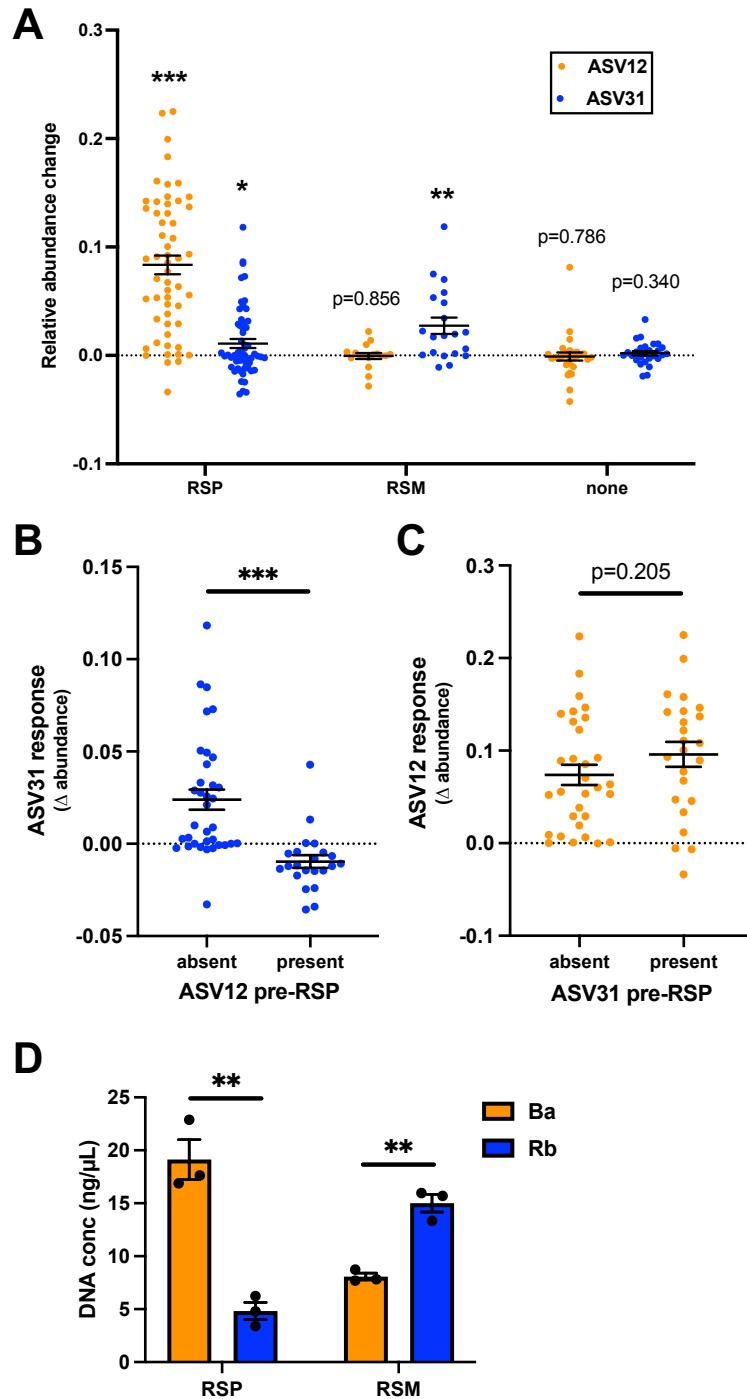 A
0.3
0.2
0.1
0.0
-0.1
Relative abundance change
ASV12
ASV31
***
*
p=0.856
**
p=0.786
p=0.340
RSP
RSM
none
B
0.15
0.10
0.05
0.00
-0.05
ASV31 response
(Δ abundance)
***
absent
present
ASV12 pre-RSP
C
0.3
0.2
0.1
0.0
-0.1
ASV12 response
(Δ abundance)
p=0.205
absent
present
ASV31 pre-RSP
D
25
20
15
10
5
0
DNA conc (ng/µL)
**
**
Ba
Rb
RSP
RSM